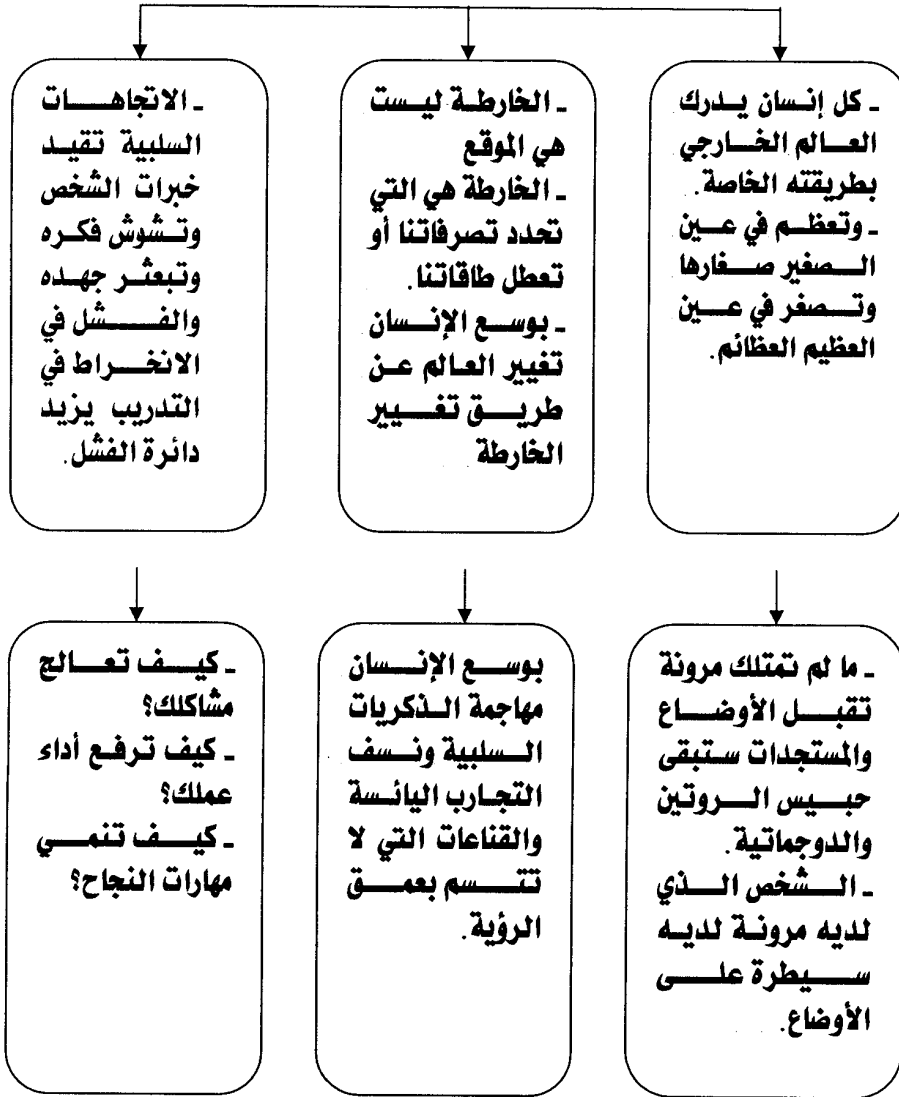 - كل إنسان يدرك
العالم الخارجي
بطريقته الخاصة.
- وتعظم في عين
الصغير صغارها
وتصغر في عين
العظيم العظائم.
- الخارطة ليست
هي الموقع
- الخارطة هي التي
تحدد تصرفاتنا أو
تعطل طاقاتنا.
- بوسع الإنسان
تغيير العالم عن
طريق تغيير
الخارطة
- الاتجاهات
السلبية تقيد
خبرات الشخص
وتشوش فكره
وتبعثر جهده
والفشل في
الانخراط في
التدريب يزيد
دائرة الفشل.
- ما لم تمتلك مرونة
تقبل الأوضاع
والمستجدات ستبقى
حبيس الروتين
والدوجماتية.
- الشخص الذي
لديه مرونة لديه
سيطرة على
الأوضاع.
بوسع الإنسان
مهاجمة الذكريات
السلبية ونسف
التجارب اليائسة
والقناعات التي لا
تتسم بعمق
الرؤية.
- كيف تعالج
مشاكلك؟
- كيف ترفع أداء
عملك؟
- كيف تنمي
مهارات النجاح؟